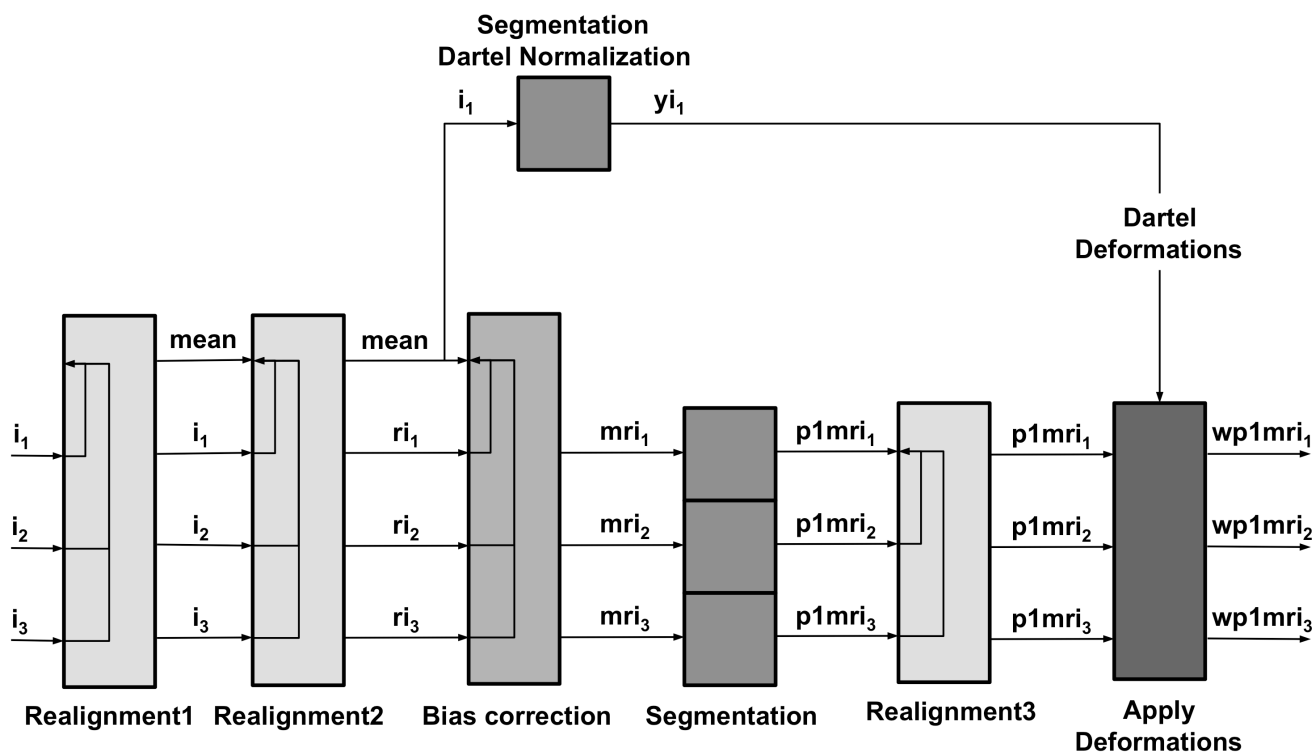 Segmentation
Dartel Normalization
i₁ yi₁
Dartel
Deformations
mean mean
i₁ i₁ ri₁ mri₁ p1mri₁ p1mri₁ wp1mri₁
i₂ i₂ ri₂ mri₂ p1mri₂ p1mri₂ wp1mri₂
i₃ i₃ ri₃ mri₃ p1mri₃ p1mri₃ wp1mri₃
Realignment1 Realignment2 Bias correction Segmentation Realignment3 Apply
Deformations